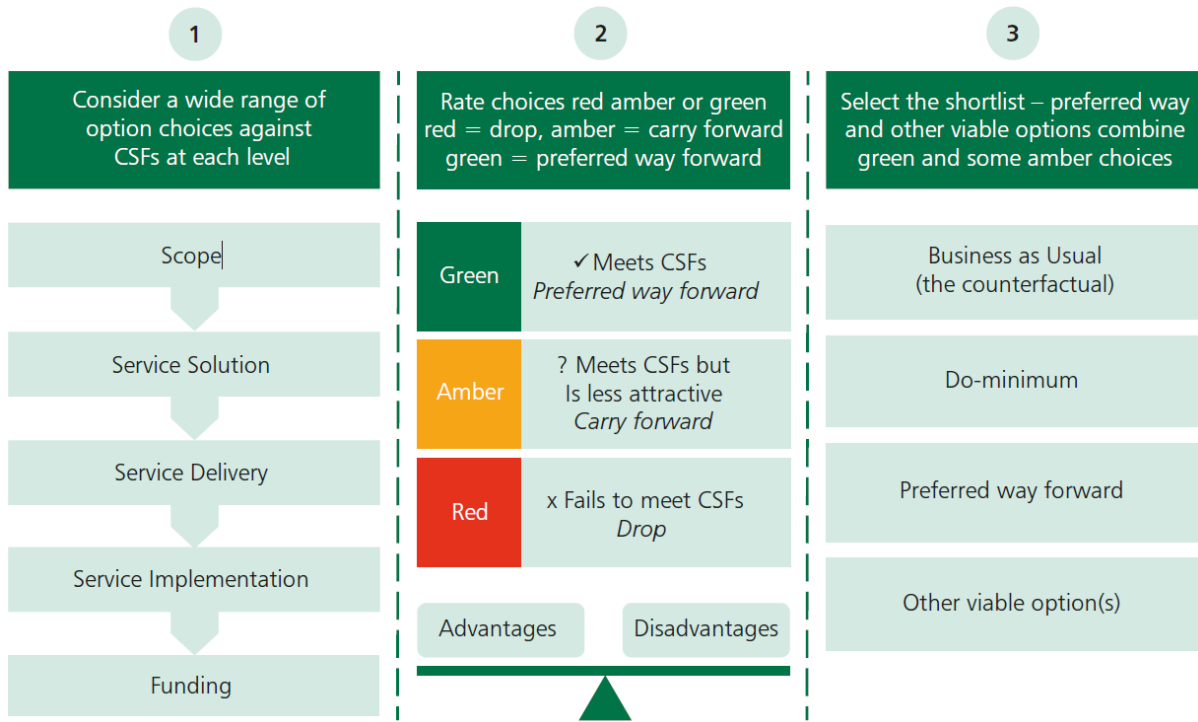 1
Consider a wide range of
option choices against
CSFs at each level
Scope
Service Solution
Service Delivery
Service Implementation
Funding
2
Rate choices red amber or green
red = drop, amber = carry forward
green = preferred way forward
Green
✓ Meets CSFs
Preferred way forward
Amber
? Meets CSFs but
Is less attractive
Carry forward
Red
x Fails to meet CSFs
Drop
Advantages
Disadvantages
3
Select the shortlist – preferred way
and other viable options combine
green and some amber choices
Business as Usual
(the counterfactual)
Do-minimum
Preferred way forward
Other viable option(s)